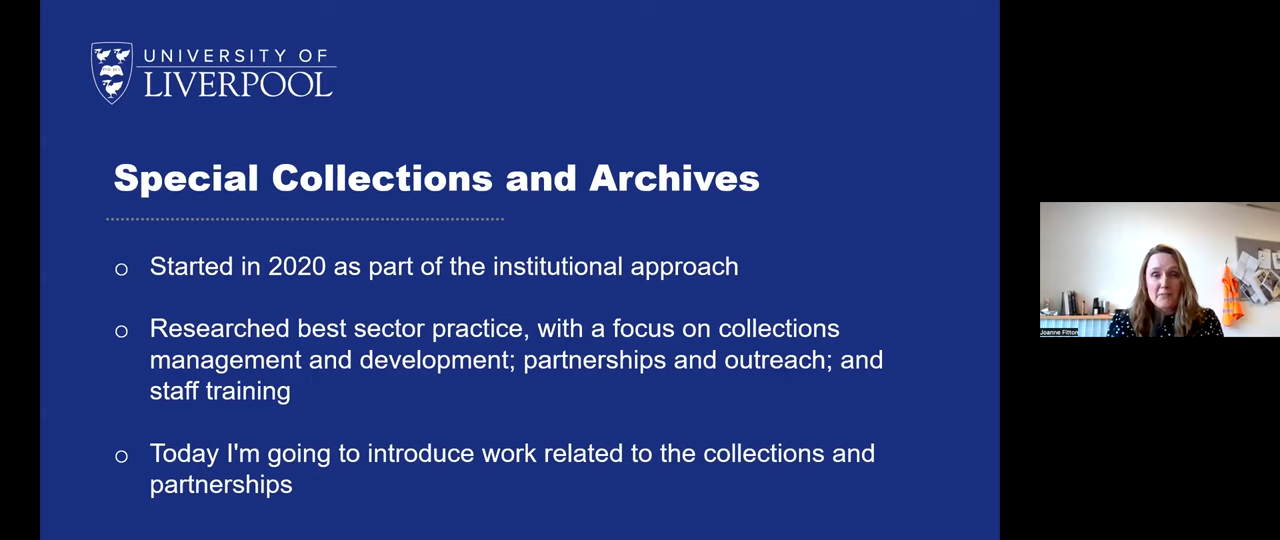 UNIVERSITY OF
LIVERPOOL
Special Collections and Archives
Started in 2020 as part of the institutional approach
Researched best sector practice, with a focus on collections
management and development; partnerships and outreach; and
staff training
Today I'm going to introduce work related to the collections and
partnerships
Joanne Fitton